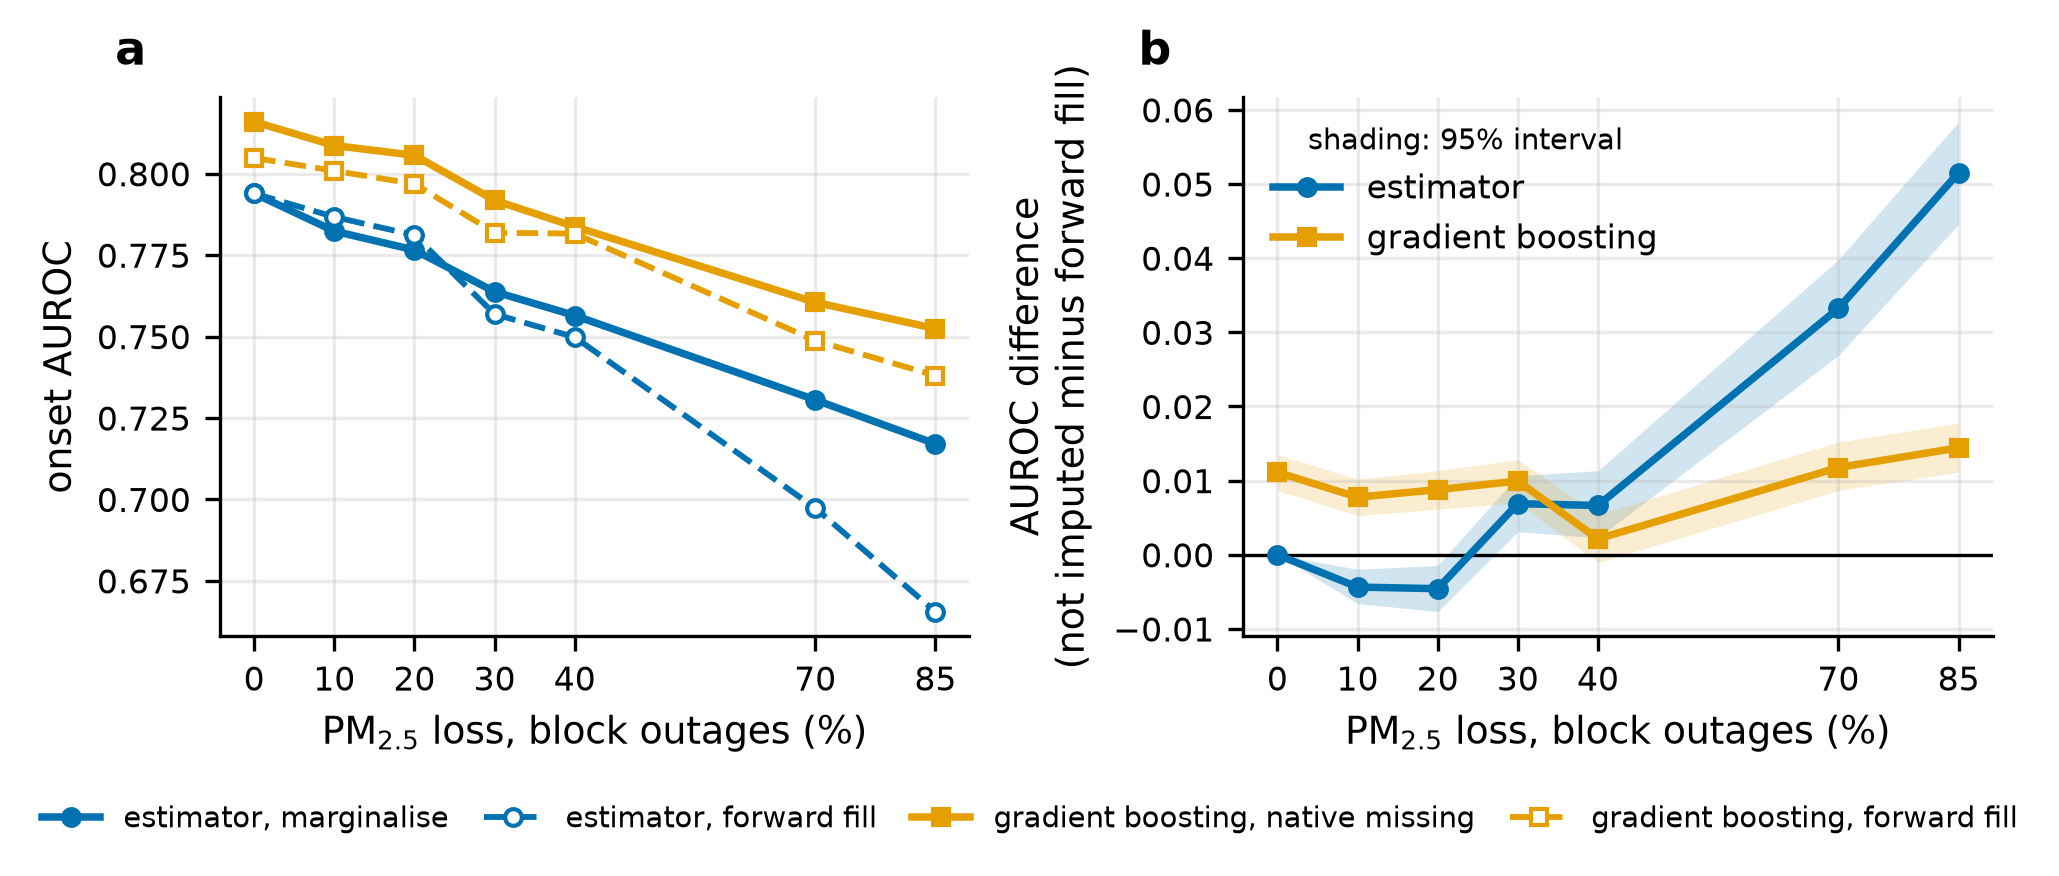 a
onset AUROC
0.800
0.775
0.750
0.725
0.700
0.675
0 10 20 30 40 70 85
PM2.5 loss, block outages (%)
b
AUROC difference
(not imputed minus forward fill)
0.06
0.05
0.04
0.03
0.02
0.01
0.00
−0.01
shading: 95% interval
estimator
gradient boosting
0 10 20 30 40 70 85
PM2.5 loss, block outages (%)
estimator, marginalise
estimator, forward fill
gradient boosting, native missing
gradient boosting, forward fill